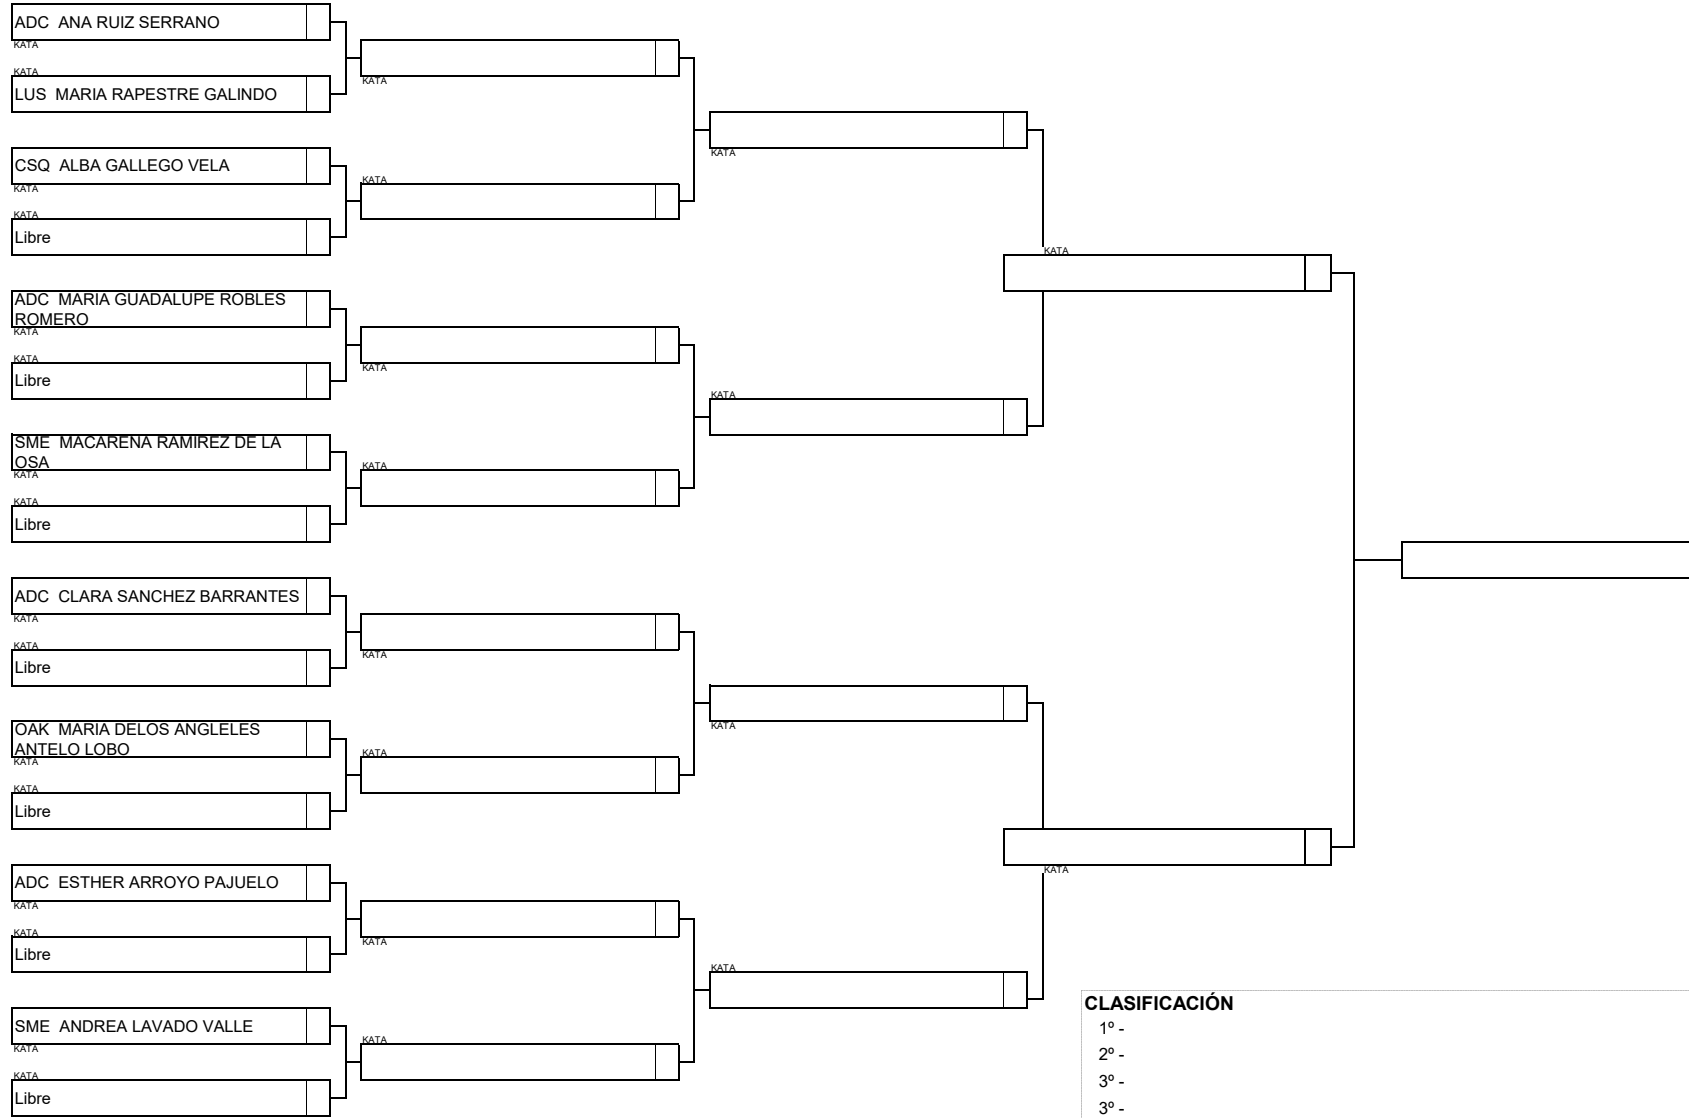 ADC ANA RUIZ SERRANO
KATA
KATA
KATA
LUS MARIA RAPESTRE GALINDO
KATA
CSQ ALBA GALLEGO VELA
KATA
KATA
KATA
Libre
KATA
ADC MARIA GUADALUPE ROBLES
ROMERO
KATA
KATA
KATA
Libre
KATA
SME MACARENA RAMIREZ DE LA
OSA
KATA
KATA
KATA
Libre
ADC CLARA SANCHEZ BARRANTES
KATA
KATA
KATA
Libre
KATA
OAK MARIA DELOS ANGLELES
ANTELO LOBO
KATA
KATA
KATA
Libre
KATA
ADC ESTHER ARROYO PAJUELO
KATA
KATA
KATA
Libre
KATA
SME ANDREA LAVADO VALLE
KATA
KATA
KATA
Libre
CLASIFICACIÓN
1º -
2º -
3º -
3º -